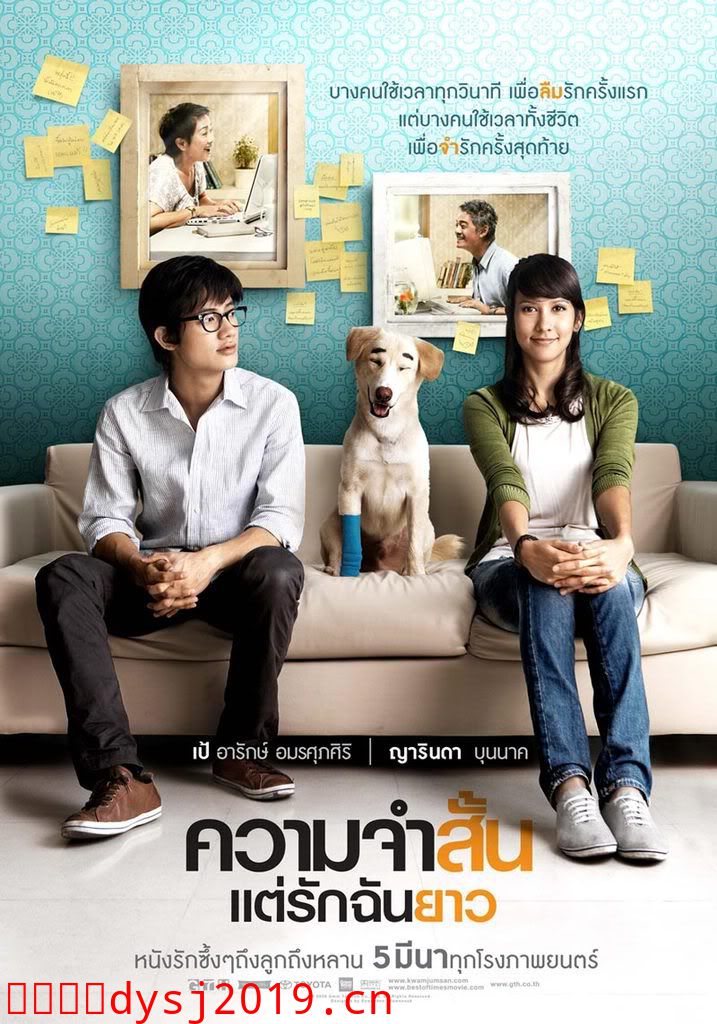 บางคนใช้เวลาทุกวินาที เพื่อลืมรักครั้งแรก
แต่บางคนใช้เวลาทั้งชีวิต
เพื่อจำรักครั้งสุดท้าย
เป้ อารักษ์ อมรศุภศิริ | ญารินดา บุนนาค
ความจำสั้น
แต่รักฉันยาว
หนังรักซึ้งๆถึงลูกถึงหลาน 5 มีนาทุกโรงภาพยนตร์
TOYOTA
www.kwamjumsan.com
www.bestoftimesmovie.com
www.gth.co.th
dysj2019.cn